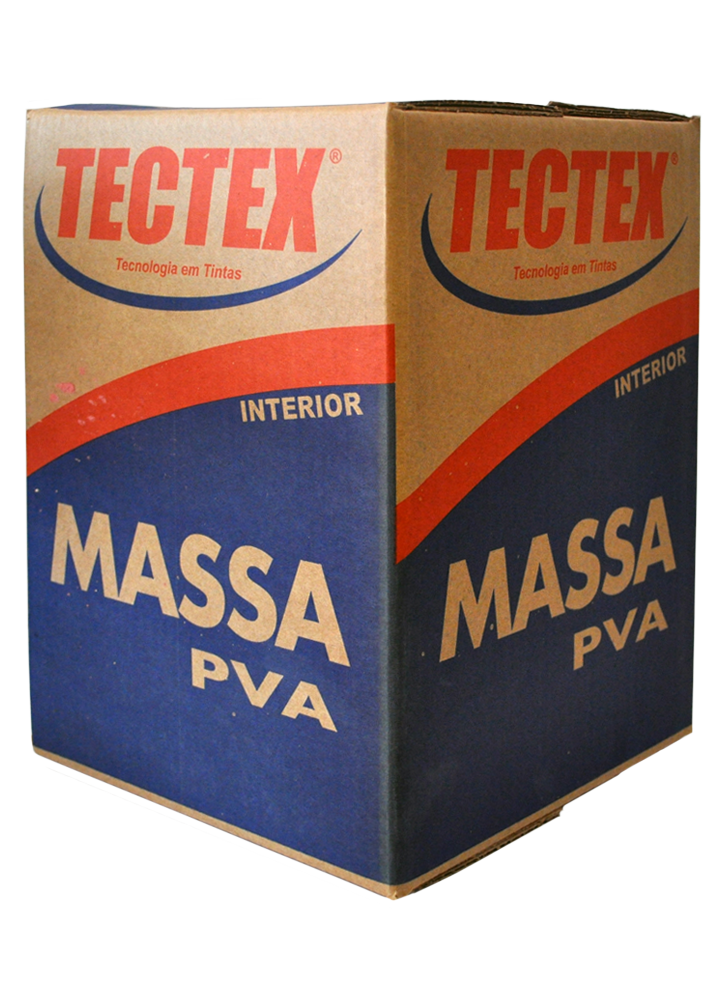 TECTEX®
Tecnologia em Tintas
INTERIOR
MASSA
PVA
TECTEX®
Tecnologia em Tintas
INTERIOR
MASSA
PVA